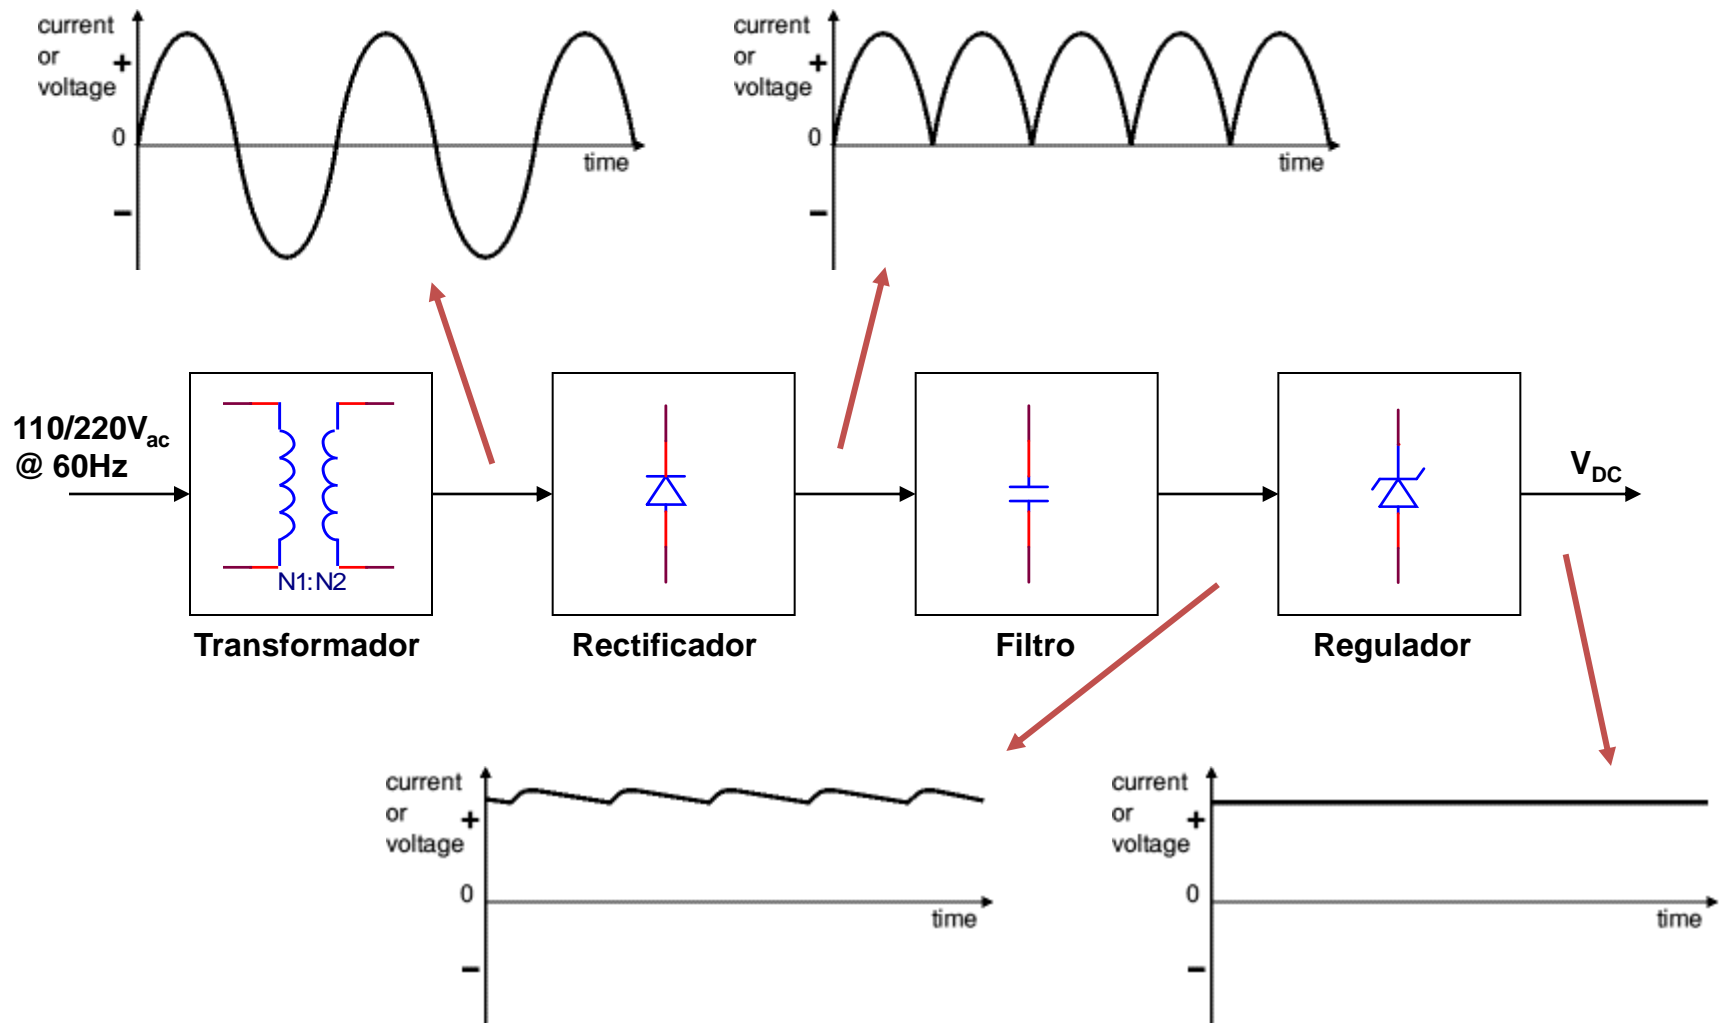 current
or
voltage
+
0
−
time
current
or
voltage
+
0
−
time
110/220Vac
@ 60Hz
N1:N2
VDC
Transformador
Rectificador
Filtro
Regulador
current
or
voltage
+
0
−
time
current
or
voltage
+
0
−
time